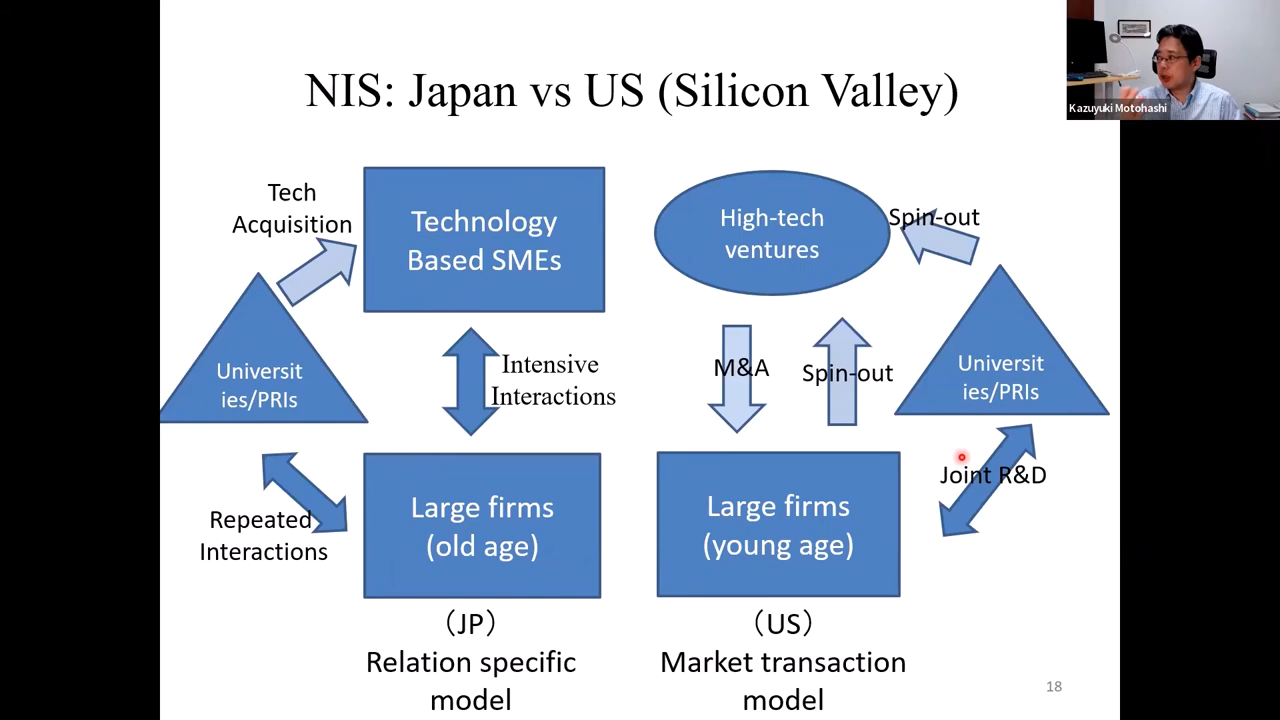 NIS: Japan vs US (Silicon Valley)
Kazuyuki Motohashi
Tech
Acquisition
Technology
Based SMEs
High-tech
ventures
Spin-out
Universit
ies/PRIs
Intensive
Interactions
M&A
Spin-out
Universit
ies/PRIs
Repeated
Interactions
Large firms
(old age)
Large firms
(young age)
Joint R&D
（JP）
Relation specific
model
（US）
Market transaction
model
18